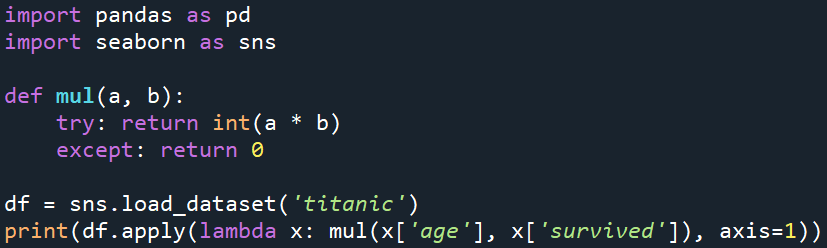 import pandas as pd
import seaborn as sns
def mul(a, b):
    try: return int(a * b)
    except: return 0
df = sns.load_dataset('titanic')
print(df.apply(lambda x: mul(x['age'], x['survived']), axis=1))